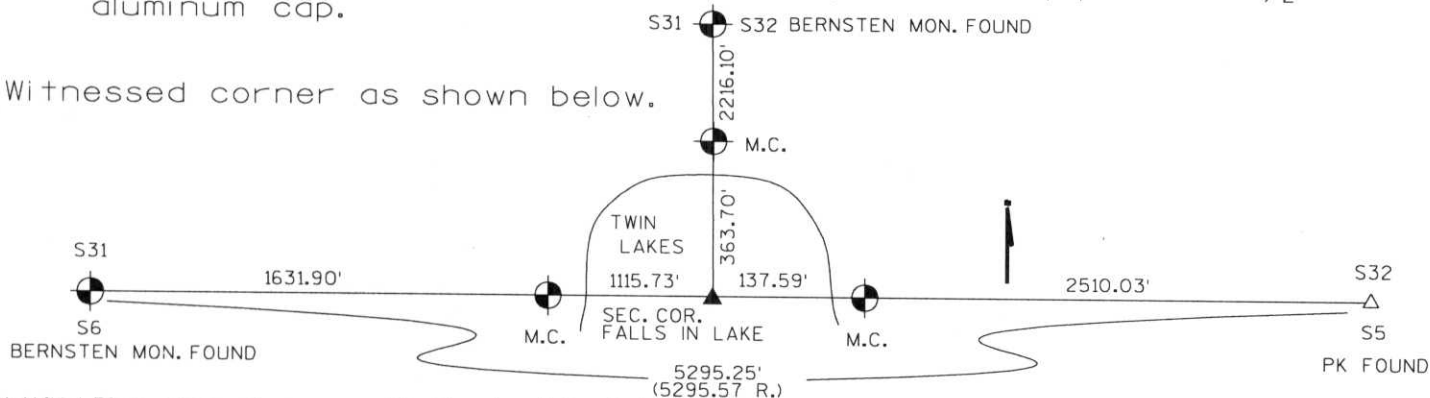 aluminum cap.
S31 S32 BERNSTEN MON. FOUND
Witnessed corner as shown below.
2216.10'
M.C.
363.70'
TWIN
LAKES
S31
1631.90'
1115.73'
137.59'
2510.03'
S32
S6
M.C.
SEC. COR.
FALLS IN LAKE
M.C.
S5
BERNSTEN MON. FOUND
PK FOUND
5295.25'
(5295.57 R.)